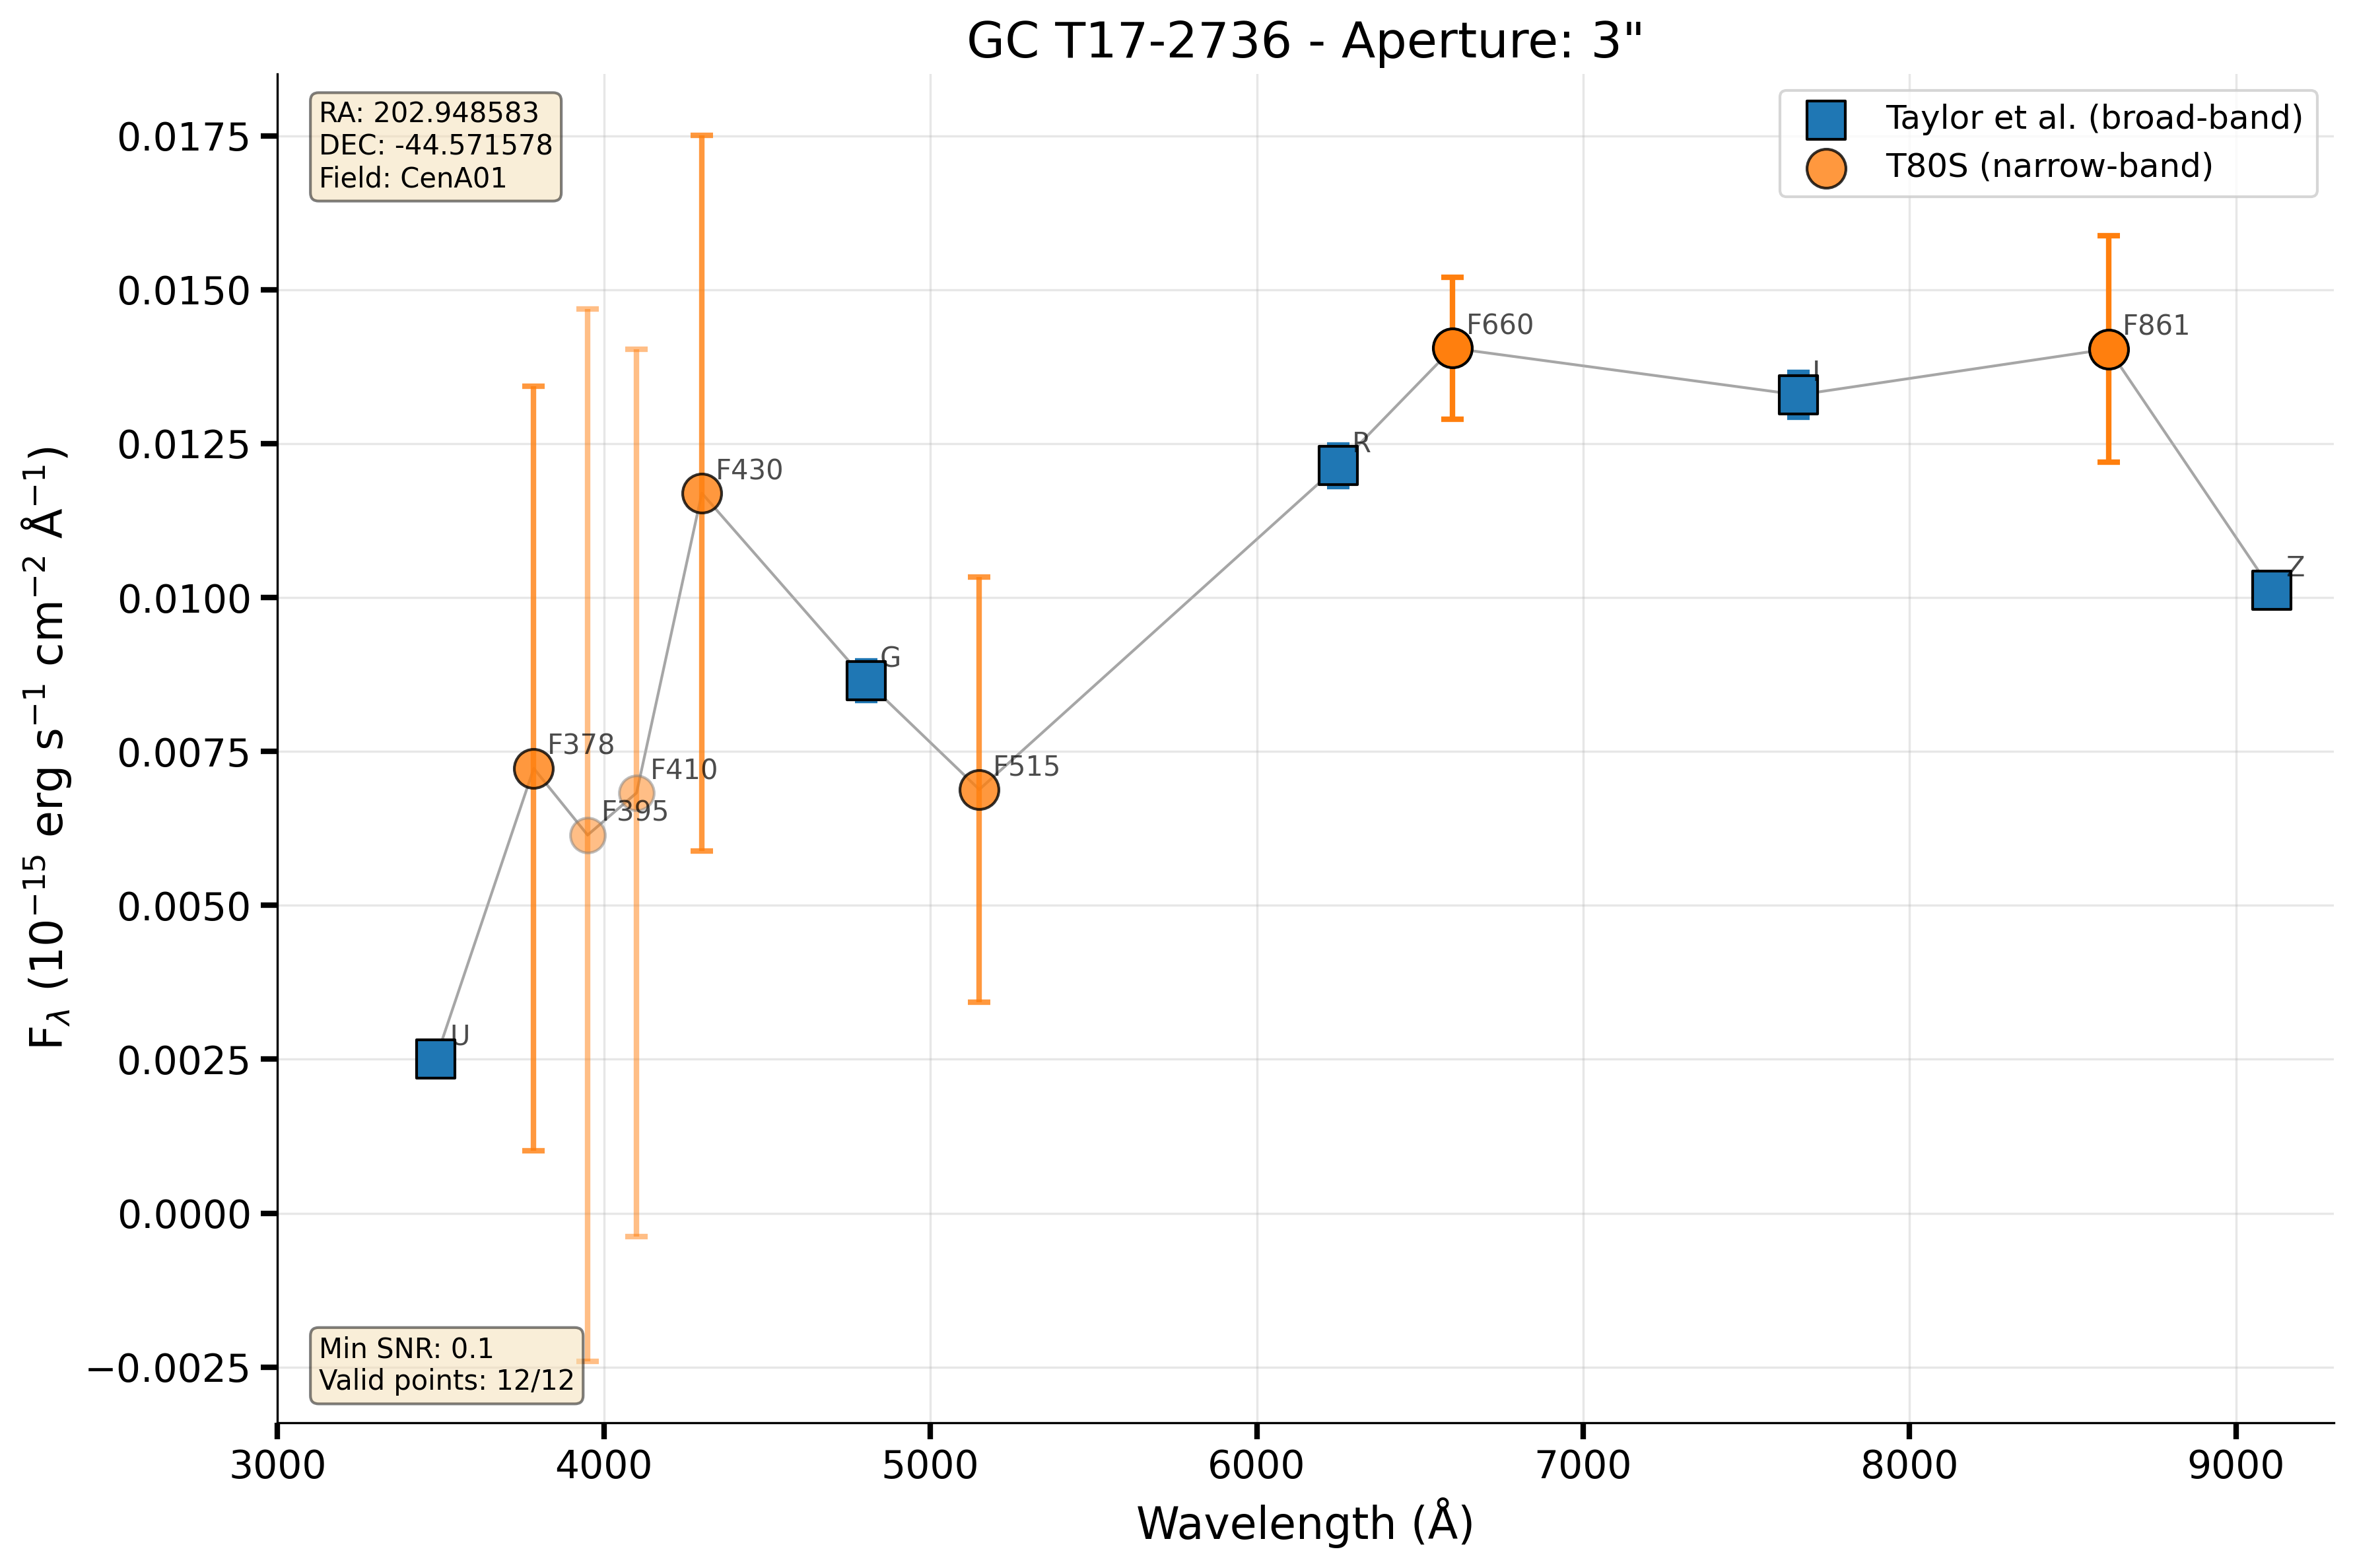 GC T17-2736 - Aperture: 3"
RA: 202.948583
DEC: -44.571578
Field: CenA01
Taylor et al. (broad-band)
T80S (narrow-band)
0.0175
0.0150
0.0125
0.0100
0.0075
0.0050
0.0025
0.0000
−0.0025
F_λ (10⁻¹⁵ erg s⁻¹ cm⁻² Å⁻¹)
U
F378
F395
F410
F430
G
F515
R
F660
I
F861
Z
Min SNR: 0.1
Valid points: 12/12
3000 4000 5000 6000 7000 8000 9000
Wavelength (Å)